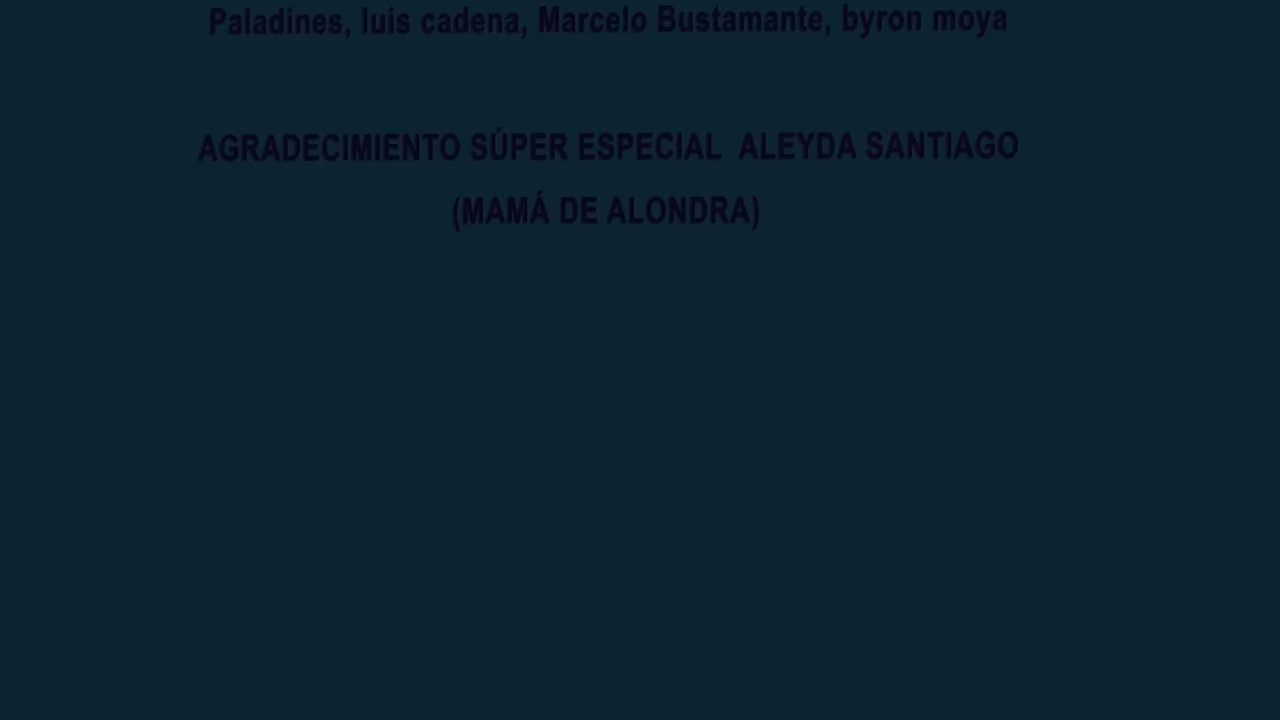 Paladines, luis cadena, Marcelo Bustamante, byron moya
AGRADECIMIENTO SÚPER ESPECIAL  ALEYDA SANTIAGO
(MAMÁ DE ALONDRA)